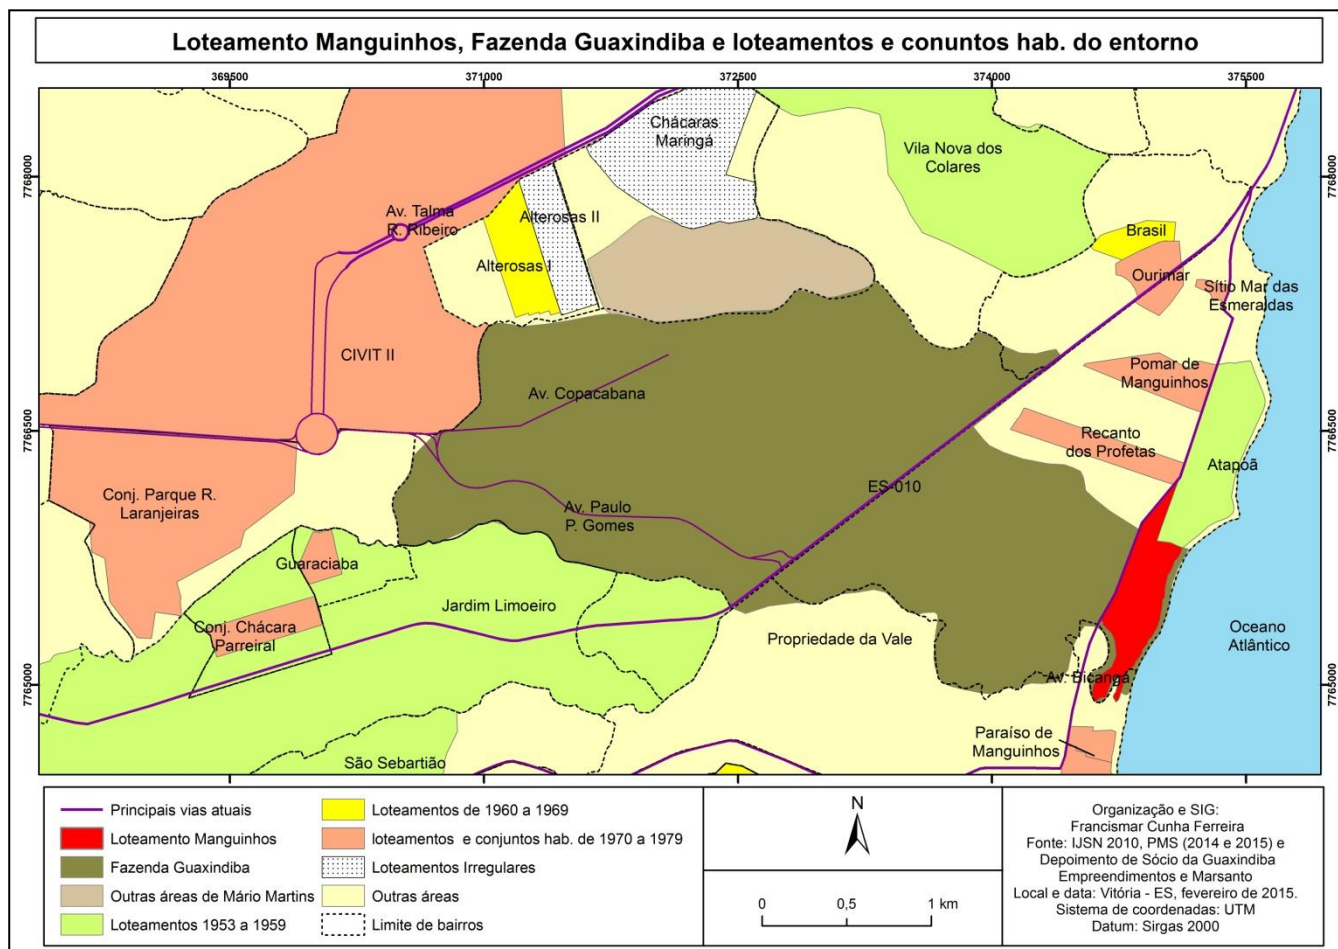 Loteamento Manguinhos, Fazenda Guaxindiba e loteamentos e conuntos hab. do entorno
369500
371000
372500
374000
375500
7768000
7768000
Chácaras
Maringá
Vila Nova dos
Colares
Av. Talma
R. Ribeiro
Alterosas II
Brasil
Alterosas I
Ourimar
Sítio Mar das
Esmeraldas
CIVIT II
Pomar de
Manguinhos
Av. Copacabana
7766500
7766500
Recanto
dos Profetas
Atapoã
Conj. Parque R.
Laranjeiras
ES-010
Av. Paulo
P. Gomes
Guaraciaba
Jardim Limoeiro
Conj. Chácara
Parreiral
Propriedade da Vale
Oceano
Atlântico
7765000
7765000
Av. Bicanga
Paraíso de
Manguinhos
São Sebartião
Principais vias atuais
Loteamento Manguinhos
Fazenda Guaxindiba
Outras áreas de Mário Martins
Loteamentos 1953 a 1959
Loteamentos de 1960 a 1969
loteamentos e conjuntos hab. de 1970 a 1979
Loteamentos Irregulares
Outras áreas
Limite de bairros
N
0 0,5 1 km
Organização e SIG:
Francismar Cunha Ferreira
Fonte: IJSN 2010, PMS (2014 e 2015) e
Depoimento de Sócio da Guaxindiba
Empreendimentos e Marsanto
Local e data: Vitória - ES, fevereiro de 2015.
Sistema de coordenadas: UTM
Datum: Sirgas 2000